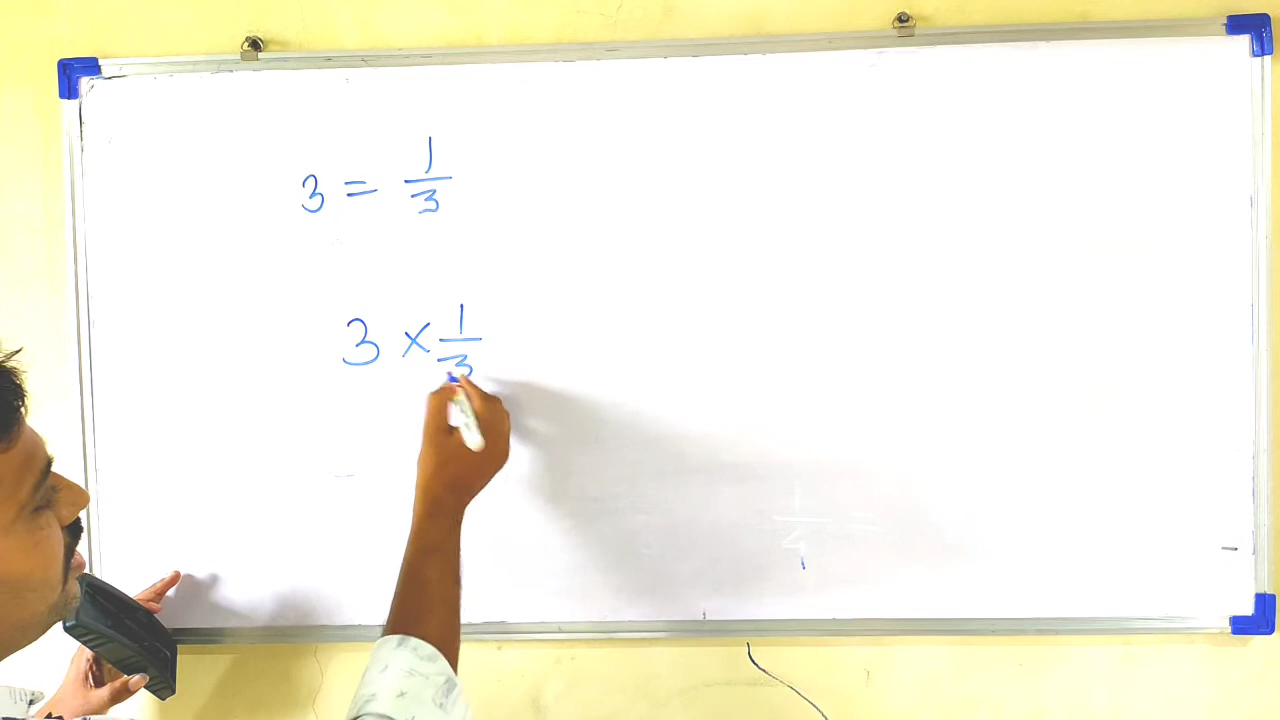 3 = 1/3
3 × 1/3